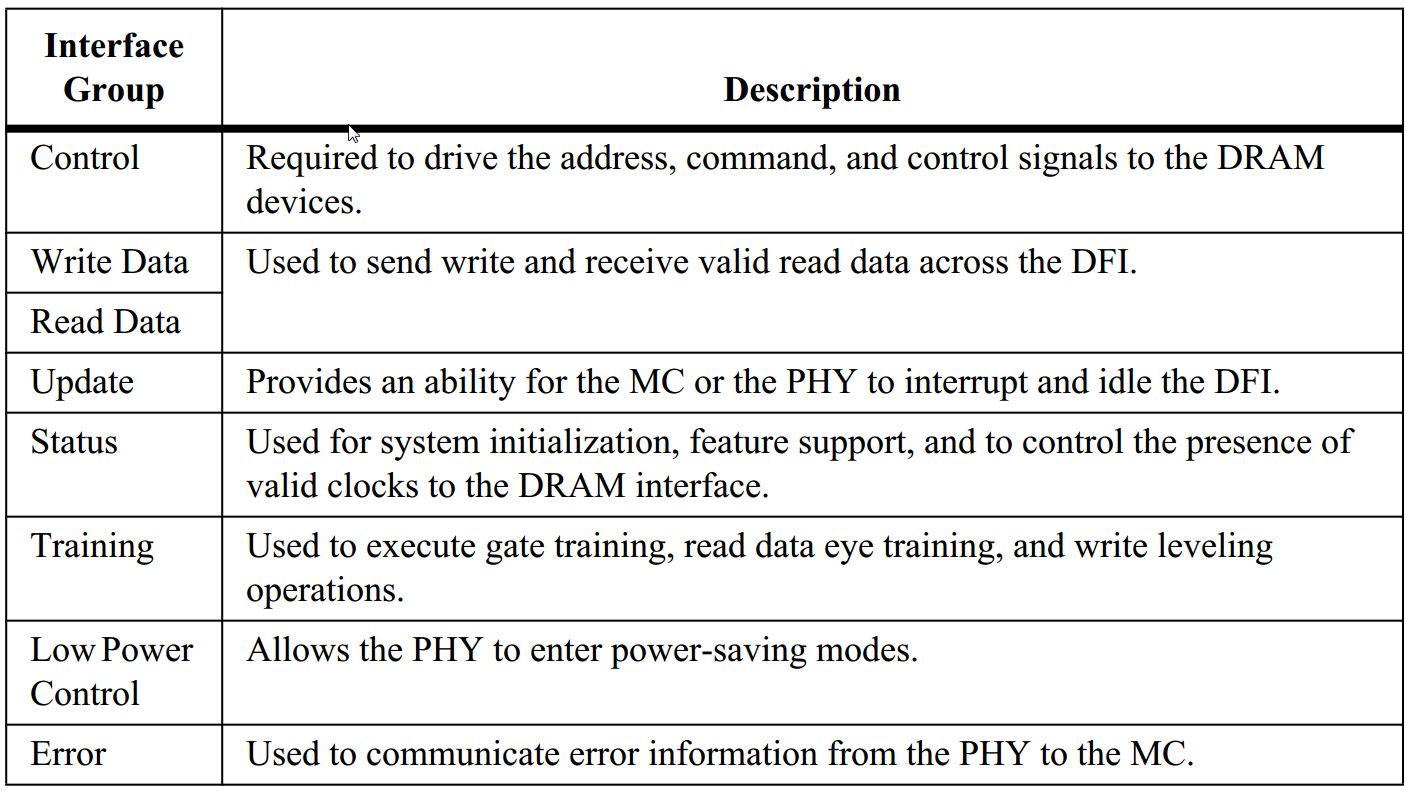 Interface
Group
Description
Control
Required to drive the address, command, and control signals to the DRAM
devices.
Write Data
Used to send write and receive valid read data across the DFI.
Read Data
Update
Provides an ability for the MC or the PHY to interrupt and idle the DFI.
Status
Used for system initialization, feature support, and to control the presence of
valid clocks to the DRAM interface.
Training
Used to execute gate training, read data eye training, and write leveling
operations.
Low Power
Control
Allows the PHY to enter power-saving modes.
Error
Used to communicate error information from the PHY to the MC.